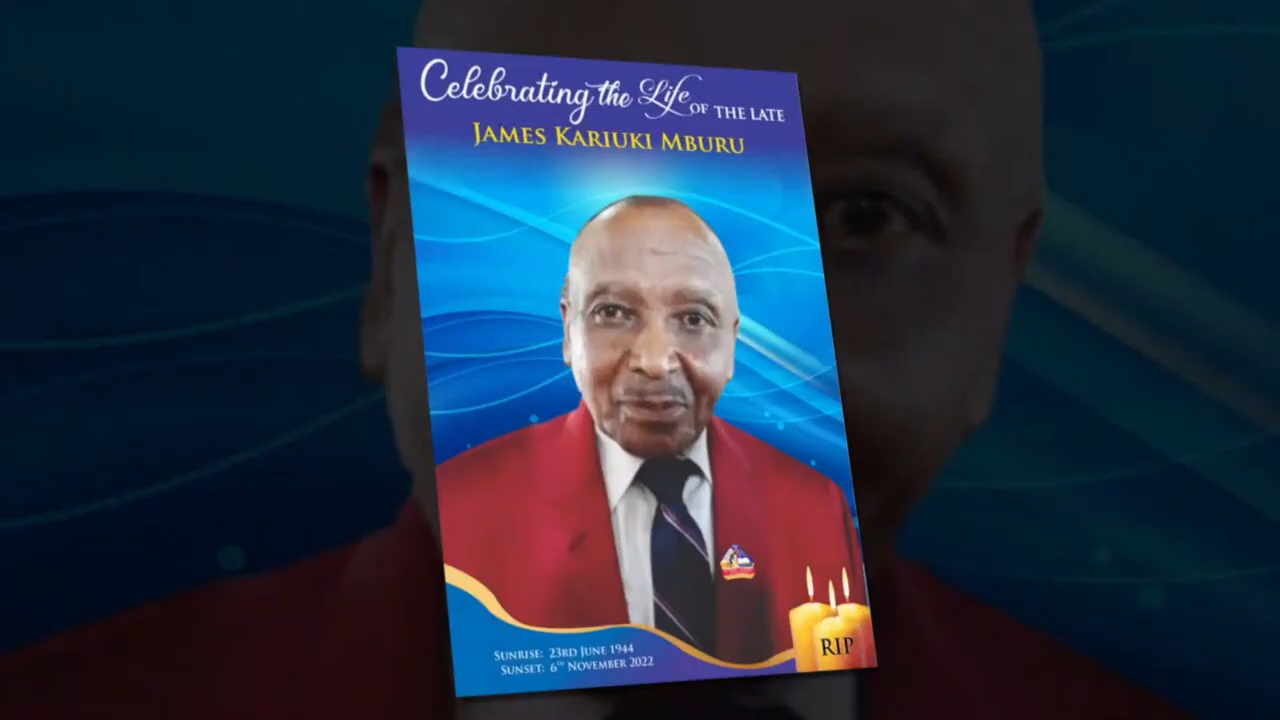 Celebrating the Life OF THE LATE
JAMES KARIUKI MBURU
SUNRISE: 23RD JUNE 1944
SUNSET: 6TH NOVEMBER 2022
RIP